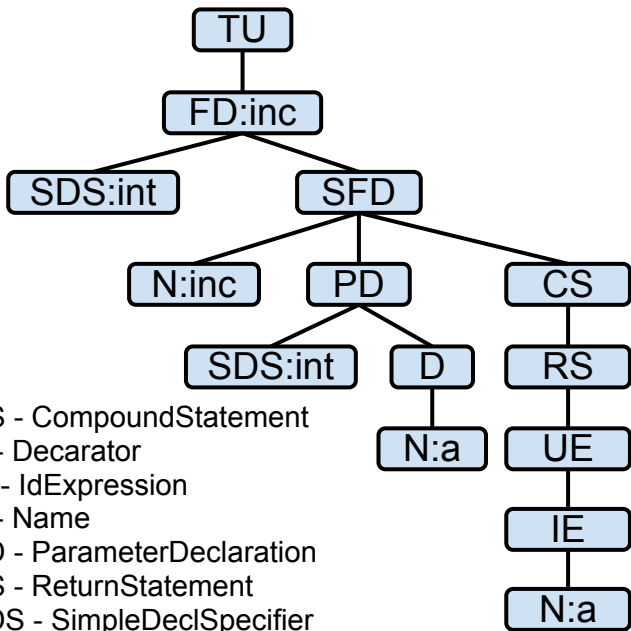 TU
FD:inc
SDS:int SFD
N:inc PD CS
SDS:int D RS
S - CompoundStatement
- Decarator N:a UE
- IdExpression
- Name IE
D - ParameterDeclaration
S - ReturnStatement
DS - SimpleDeclSpecifier N:a